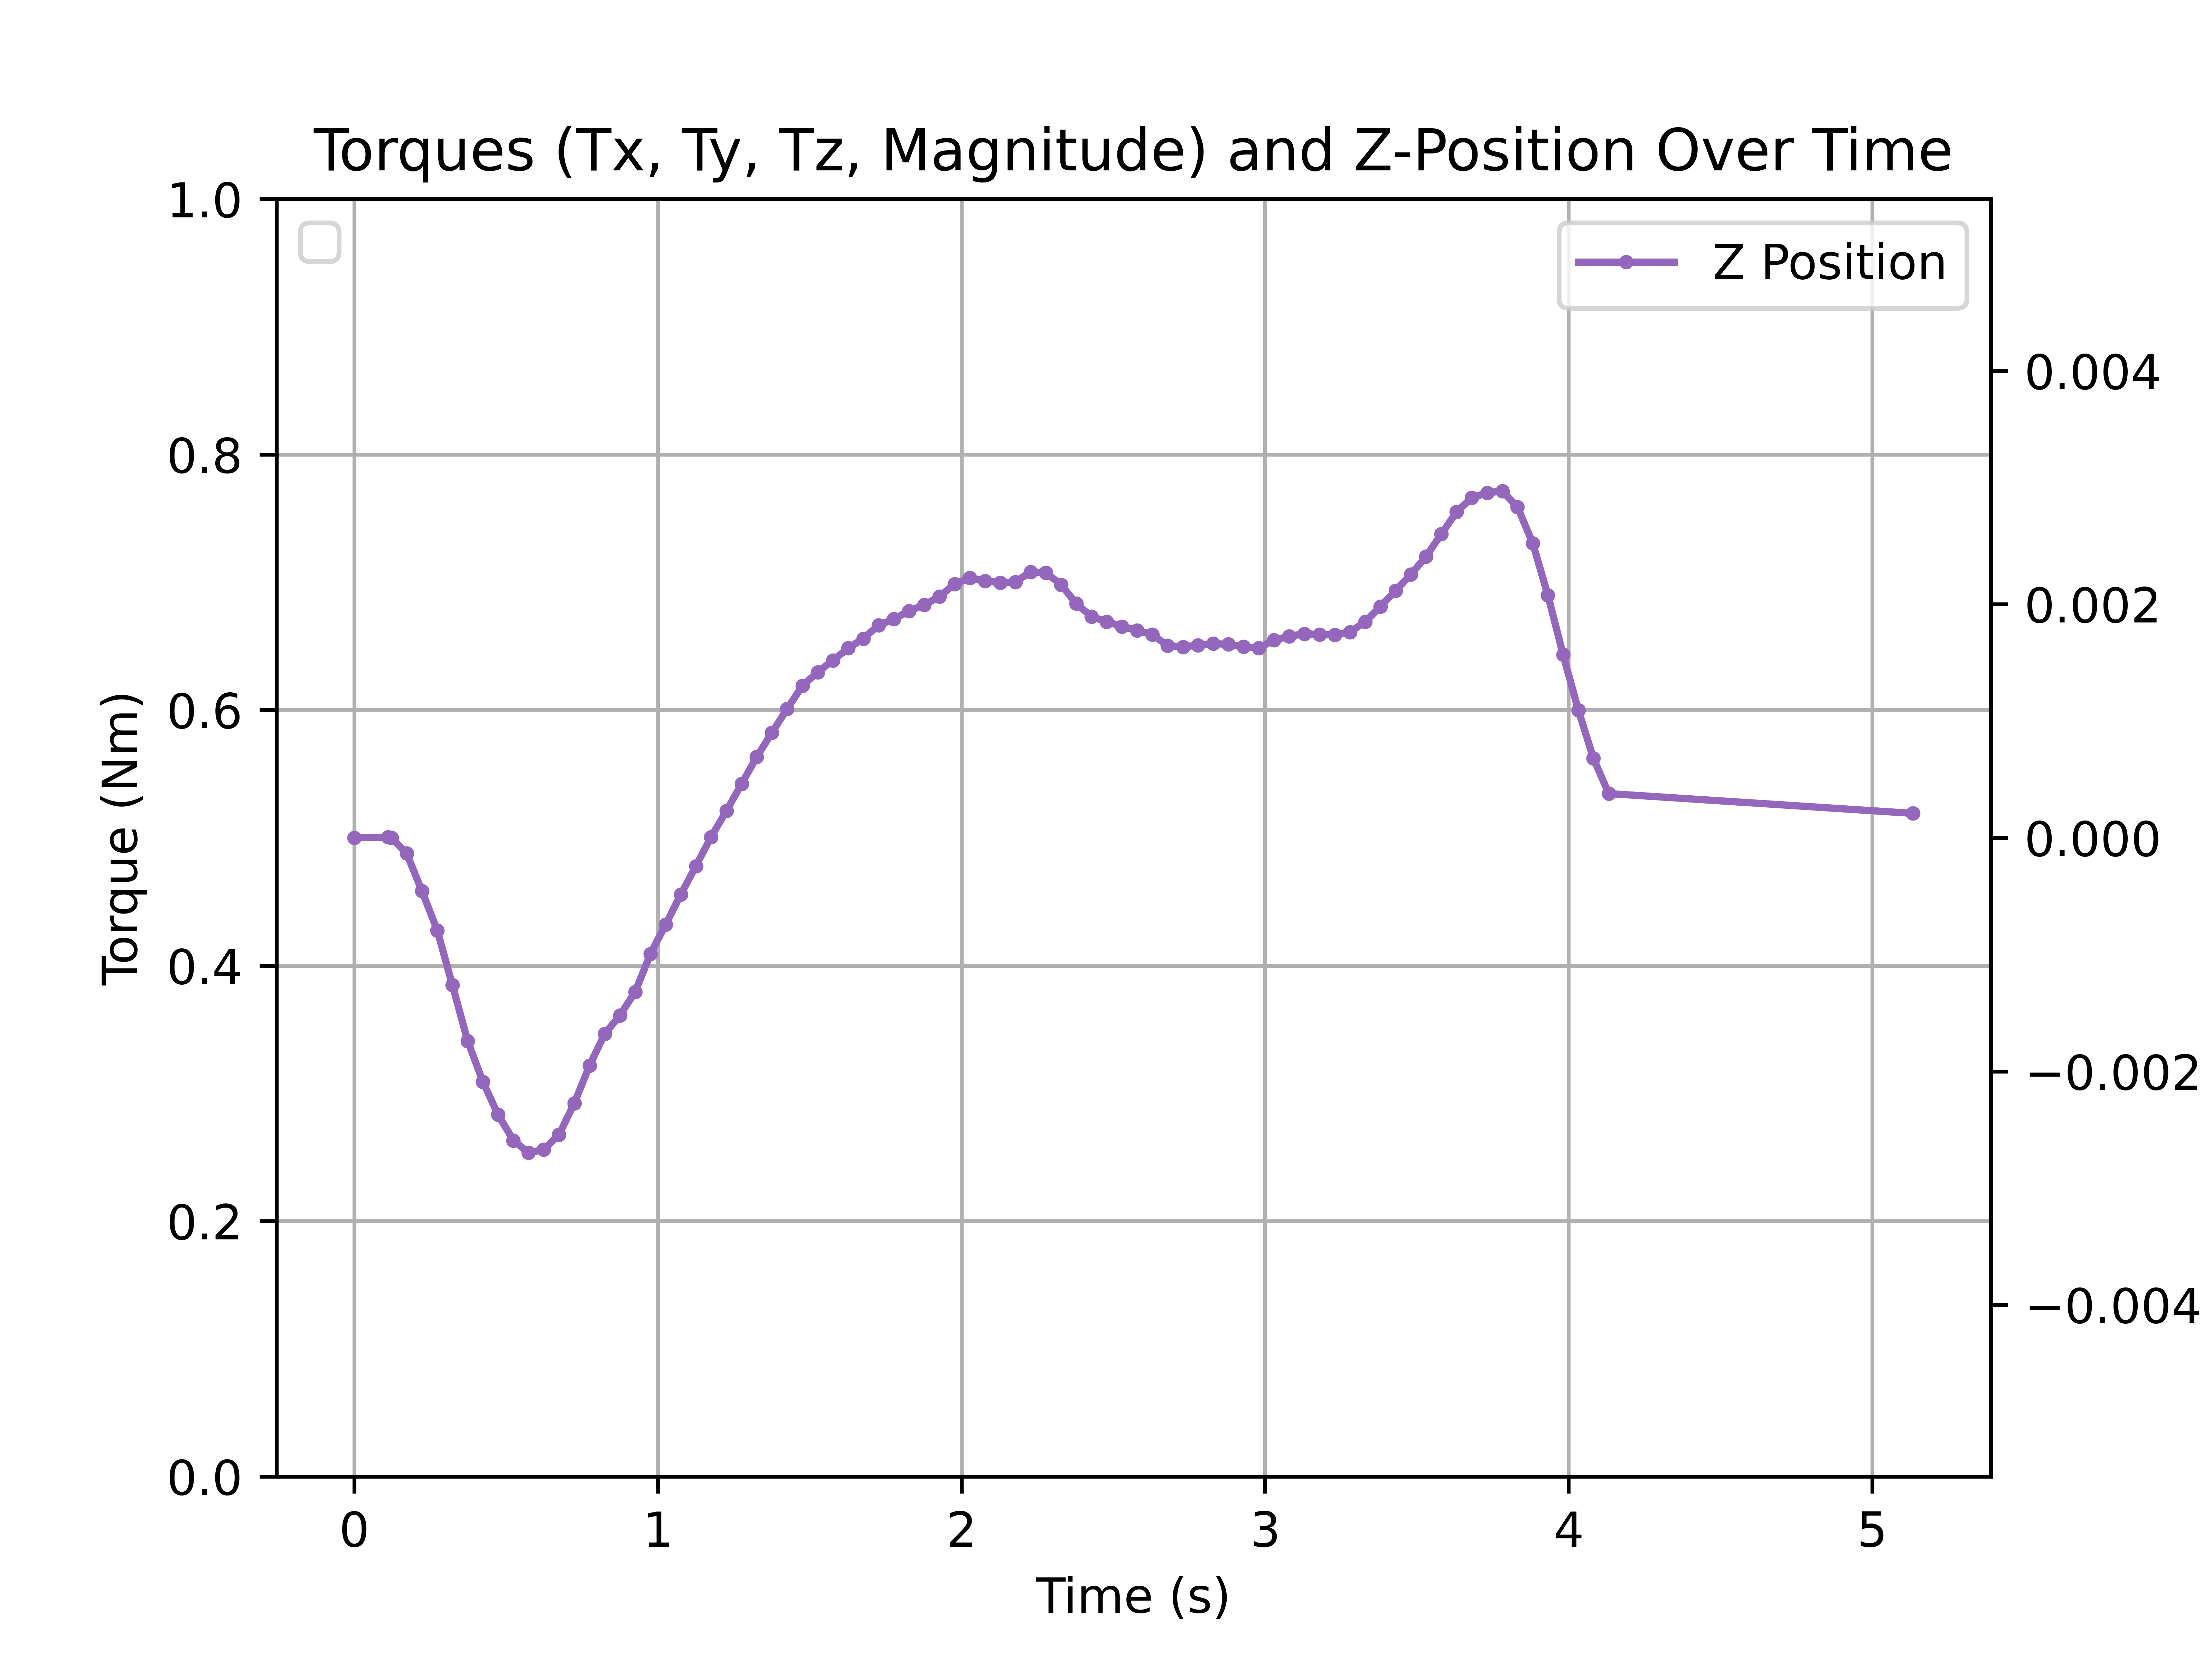 Torques (Tx, Ty, Tz, Magnitude) and Z-Position Over Time
Z Position
1.0
0.8
0.6
0.4
0.2
0.0
Torque (Nm)
0.004
0.002
0.000
−0.002
−0.004
0 1 2 3 4 5
Time (s)